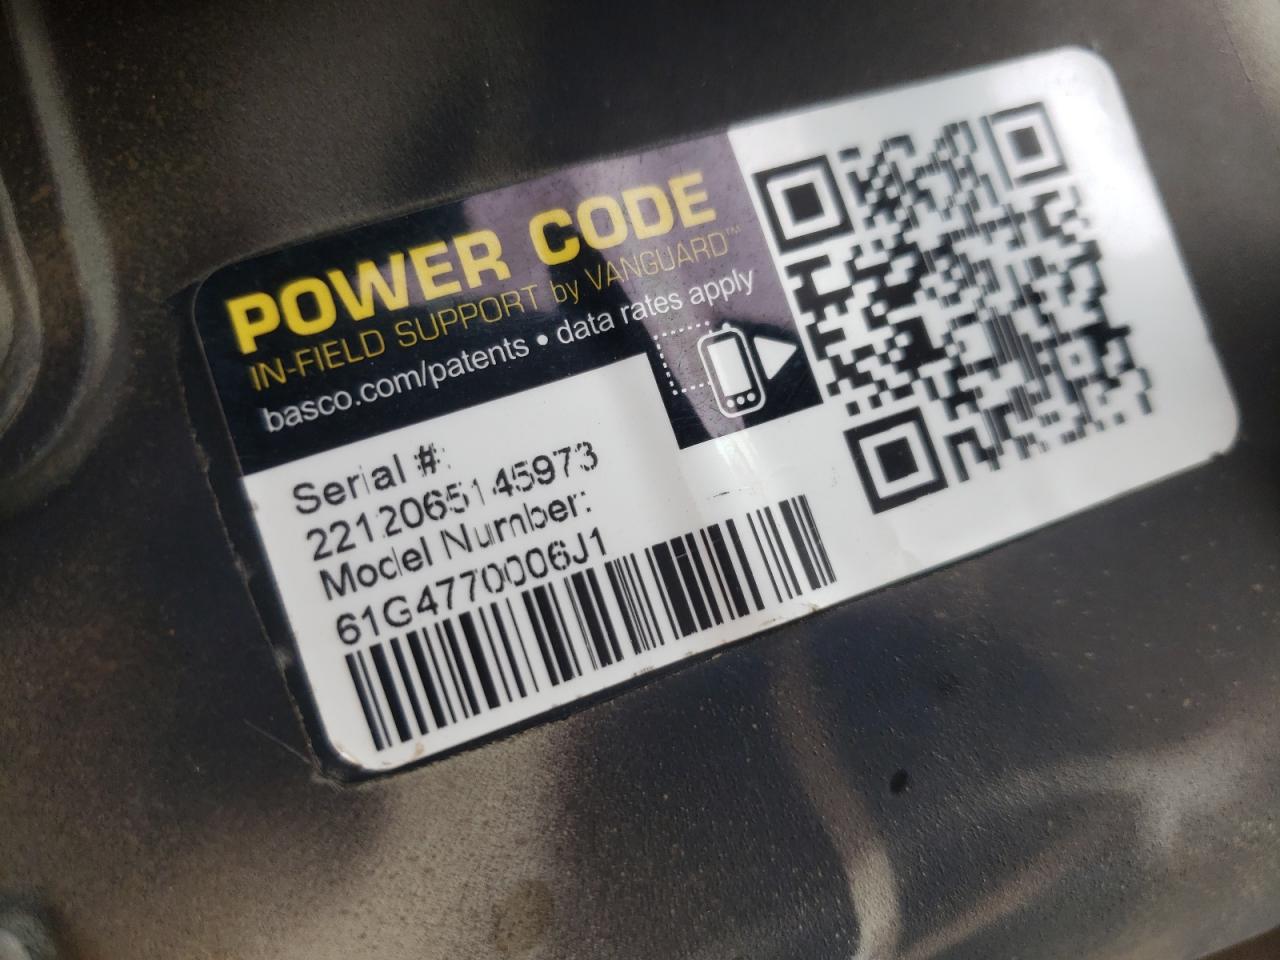 POWER CODE
IN-FIELD SUPPORT by VANGUARD™
basco.com/patents • data rates apply
Serial #:
2212065145973
Model Number:
61G4770006J1